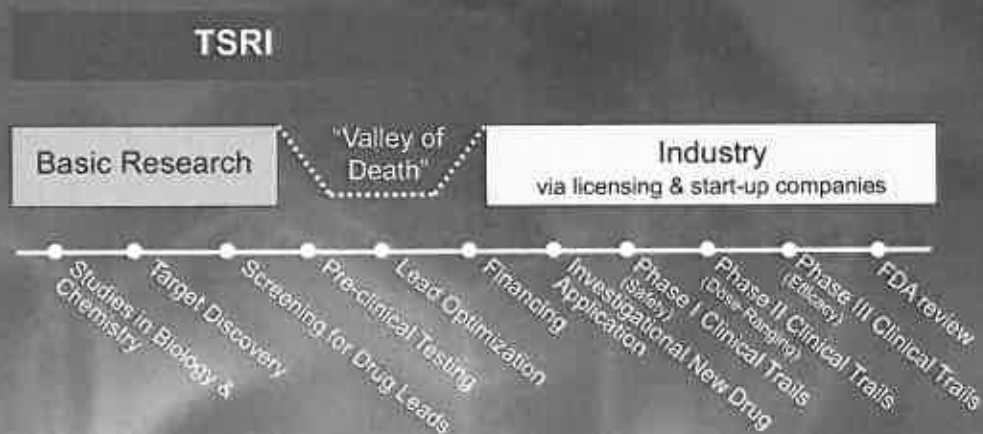 TSRI
Basic Research
"Valley of
Death"
Industry
via licensing & start-up companies
Studies in Biology &
Chemistry
Target Discovery
Screening for Drug Leads
Pre-clinical Testing
Lead Optimization
Financing
Investigational New Drug
Application
Phase I Clinical Trails
(Safety)
Phase II Clinical Trails
(Dose Ranging)
Phase III Clinical Trails
(Efficacy)
FDA review